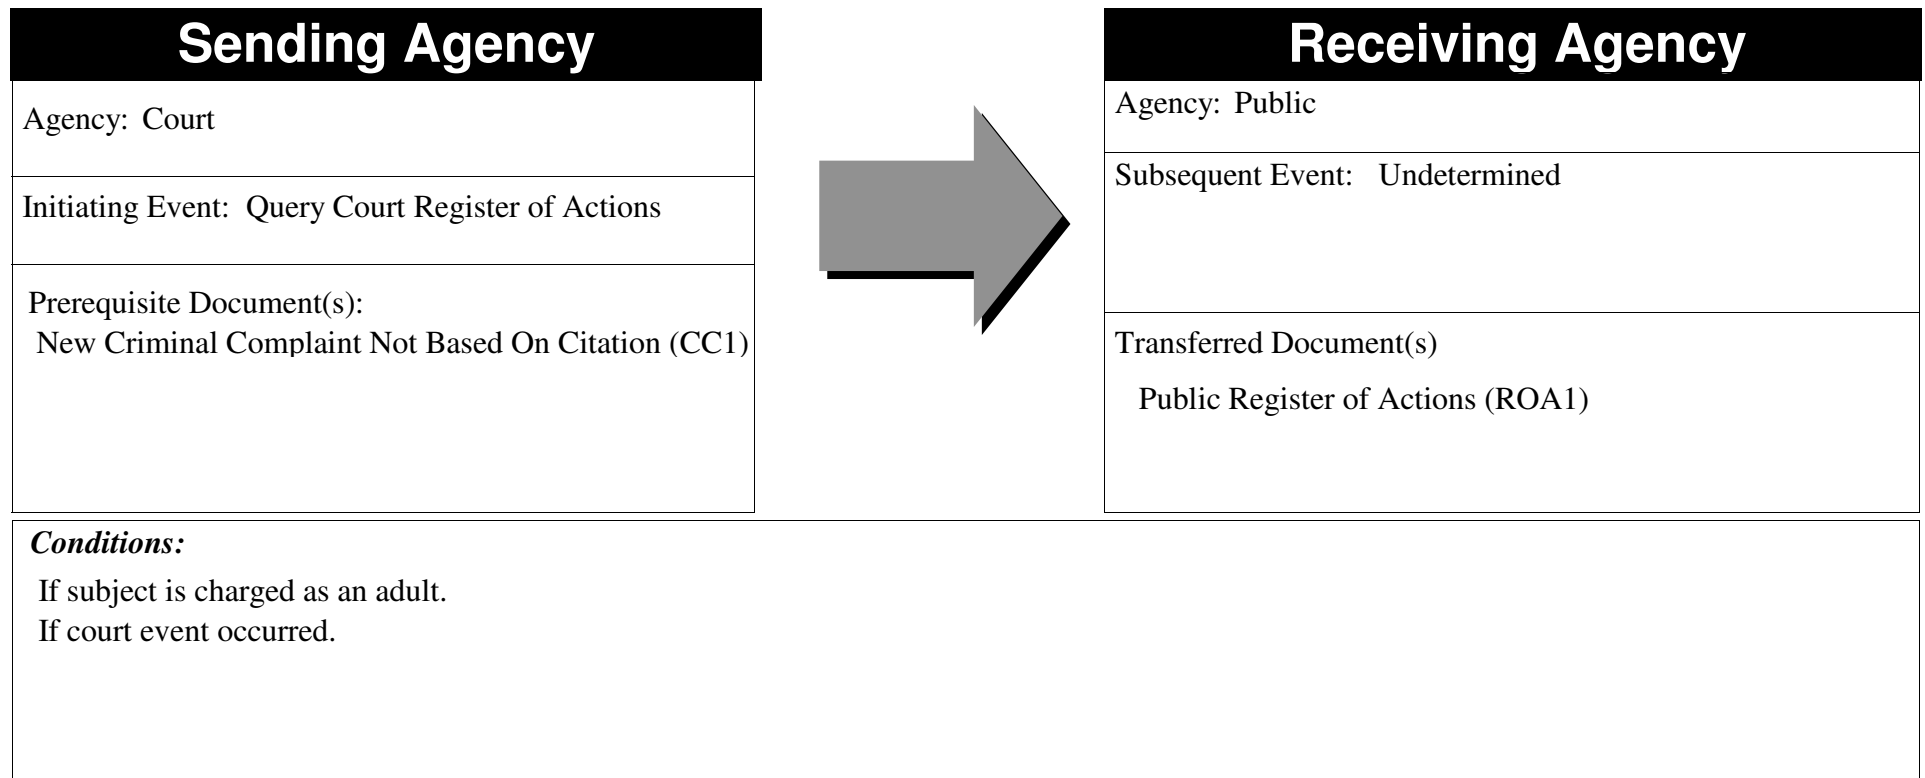 Sending Agency
Agency: Court
Initiating Event: Query Court Register of Actions
Prerequisite Document(s):
New Criminal Complaint Not Based On Citation (CC1)
Receiving Agency
Agency: Public
Subsequent Event: Undetermined
Transferred Document(s)
Public Register of Actions (ROA1)
Conditions:
If subject is charged as an adult.
If court event occurred.